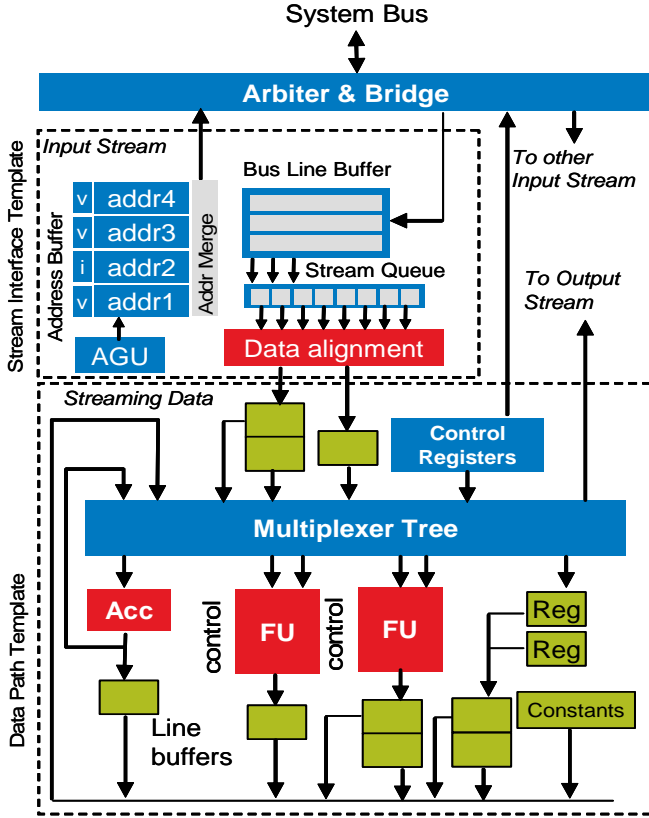 System Bus
Arbiter & Bridge
Stream Interface Template
Input Stream
To other
Input Stream
Bus Line Buffer
Address Buffer
v addr4
v addr3
i addr2
v addr1
Addr Merge
Stream Queue
To Output
Stream
AGU
Data alignment
Data Path Template
Streaming Data
Control
Registers
Multiplexer Tree
Acc
control
FU
control
FU
Reg
Reg
Line
buffers
Constants